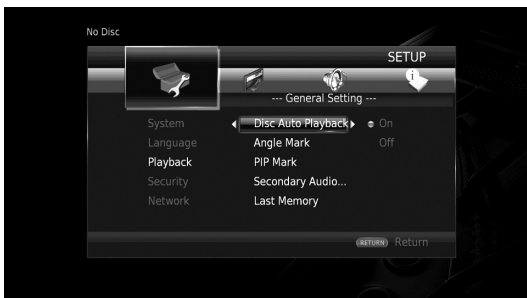 No Disc
SETUP
--- General Setting ---
System
Disc Auto Playback
On
Language
Angle Mark
Off
Playback
PIP Mark
Security
Secondary Audio...
Network
Last Memory
RETURN Return